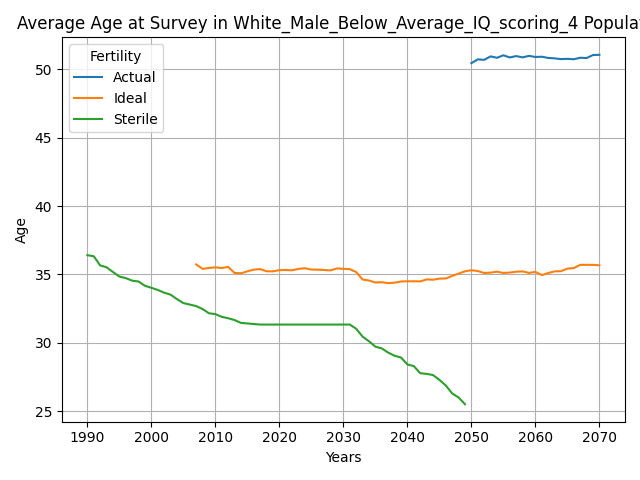 Average Age at Survey in White_Male_Below_Average_IQ_scoring_4 Popula
Fertility
Actual
Ideal
Sterile
Age
50
45
40
35
30
25
1990 2000 2010 2020 2030 2040 2050 2060 2070
Years